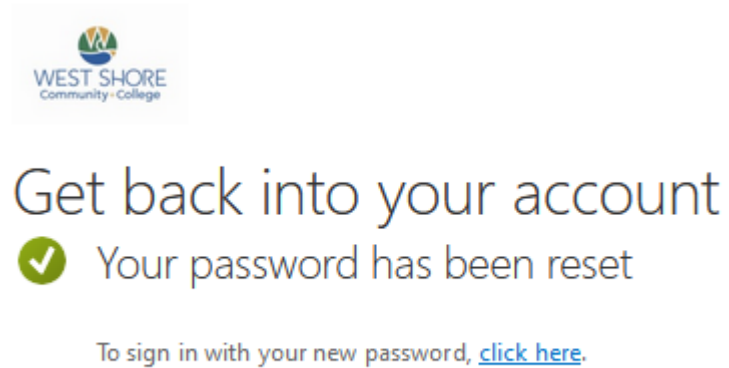 WEST SHORE
Community•College
Get back into your account
Your password has been reset
To sign in with your new password, click here.